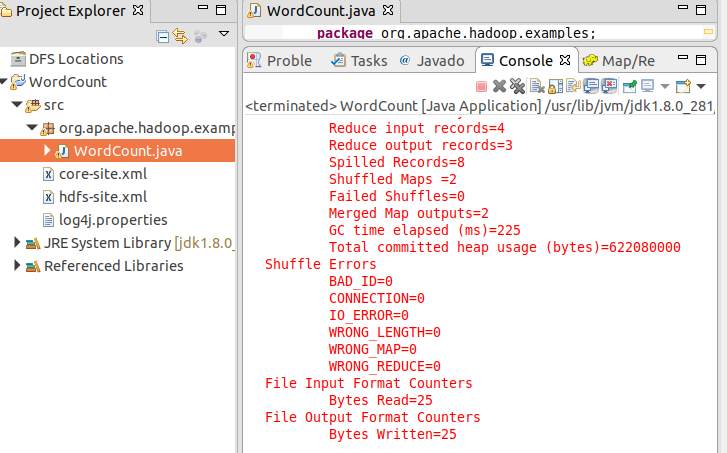 Project Explorer
DFS Locations
WordCount
src
org.apache.hadoop.examp
WordCount.java
core-site.xml
hdfs-site.xml
log4j.properties
JRE System Library [jdk1.8.0_
Referenced Libraries
WordCount.java
package org.apache.hadoop.examples;
Proble
Tasks
@ Javado
Console
Map/Re
<terminated> WordCount [Java Application] /usr/lib/jvm/jdk1.8.0_281,
Reduce input records=4
Reduce output records=3
Spilled Records=8
Shuffled Maps =2
Failed Shuffles=0
Merged Map outputs=2
GC time elapsed (ms)=225
Total committed heap usage (bytes)=622080000
Shuffle Errors
BAD_ID=0
CONNECTION=0
IO_ERROR=0
WRONG_LENGTH=0
WRONG_MAP=0
WRONG_REDUCE=0
File Input Format Counters
Bytes Read=25
File Output Format Counters
Bytes Written=25